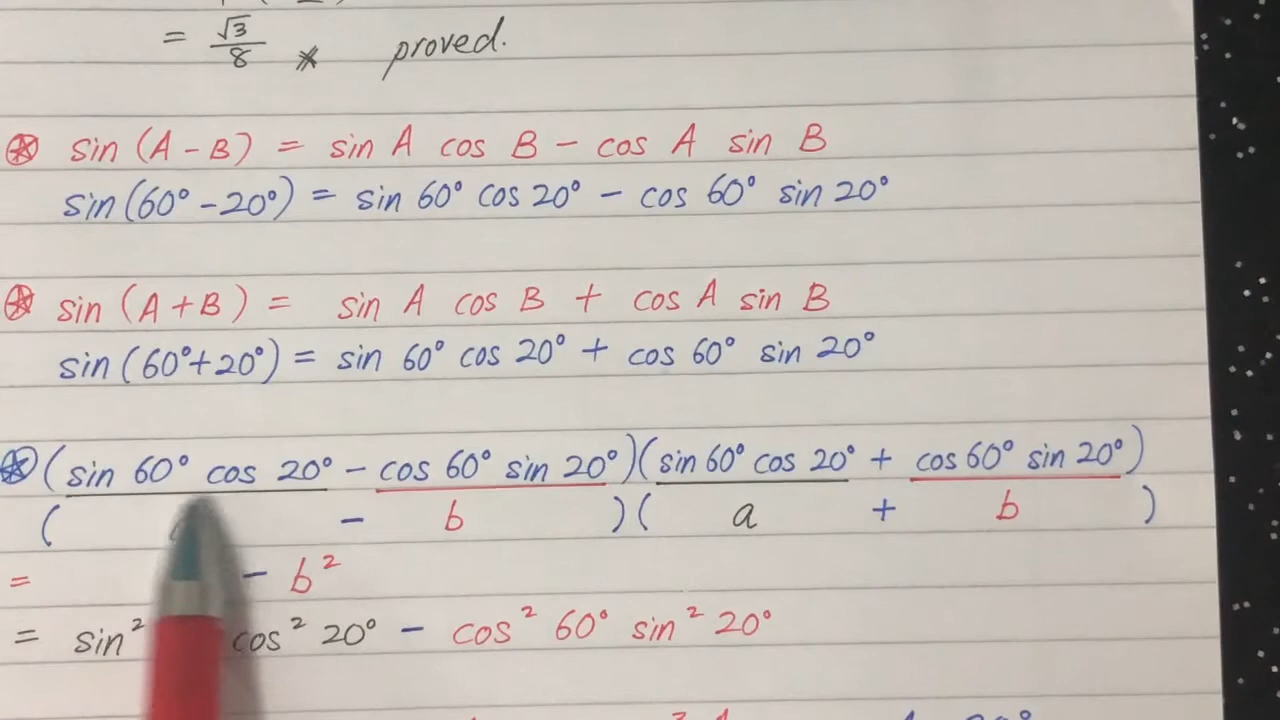 = √3/8 * proved.
⊛ sin (A - B) = sin A cos B - cos A sin B
sin (60° - 20°) = sin 60° cos 20° - cos 60° sin 20°
⊛ sin (A + B) = sin A cos B + cos A sin B
sin (60° + 20°) = sin 60° cos 20° + cos 60° sin 20°
⊛ (sin 60° cos 20° - cos 60° sin 20°)(sin 60° cos 20° + cos 60° sin 20°)
( - b )( a + b )
= - b²
= sin² cos² 20° - cos² 60° sin² 20°